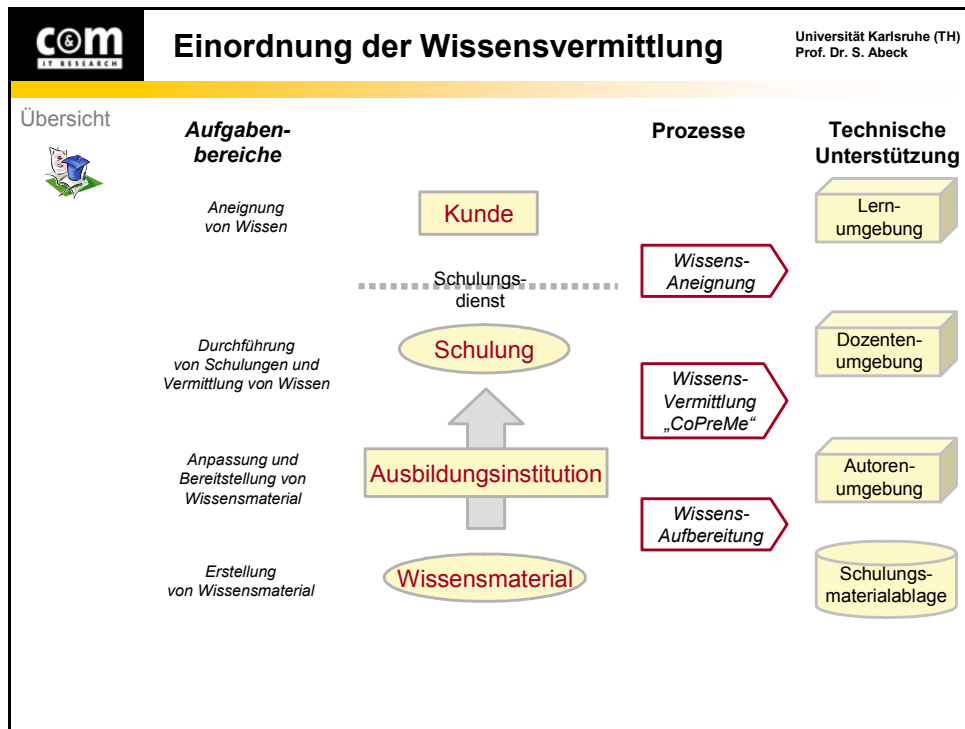 C&M
IT RESEARCH
Einordnung der Wissensvermittlung
Universität Karlsruhe (TH)
Prof. Dr. S. Abeck
Übersicht
Aufgaben-
bereiche
Prozesse
Technische
Unterstützung
Aneignung
von Wissen
Kunde
Lern-
umgebung
Wissens-
Aneignung
Schulungs-
dienst
Durchführung
von Schulungen und
Vermittlung von Wissen
Schulung
Dozenten-
umgebung
Wissens-
Vermittlung
„CoPreMe“
Anpassung und
Bereitstellung von
Wissensmaterial
Ausbildungsinstitution
Autoren-
umgebung
Wissens-
Aufbereitung
Erstellung
von Wissensmaterial
Wissensmaterial
Schulungs-
materialablage